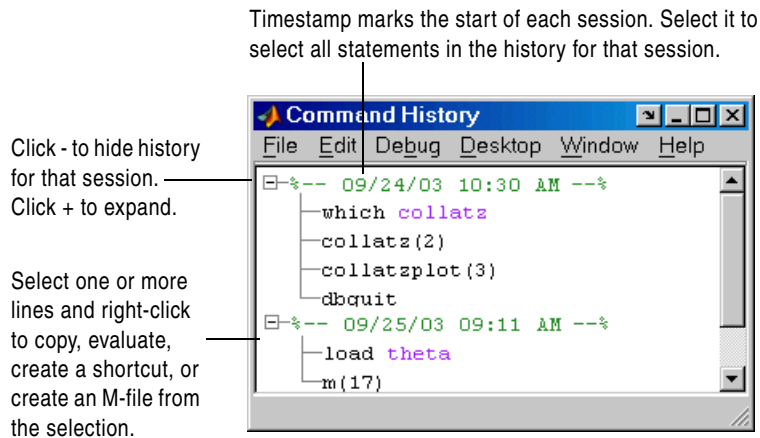 Timestamp marks the start of each session. Select it to
select all statements in the history for that session.
Click - to hide history
for that session.
Click + to expand.
Select one or more
lines and right-click
to copy, evaluate,
create a shortcut, or
create an M-file from
the selection.
Command History
File Edit Debug Desktop Window Help
%-- 09/24/03 10:30 AM --%
which collatz
collatz(2)
collatzplot(3)
dbquit
%-- 09/25/03 09:11 AM --%
load theta
m(17)